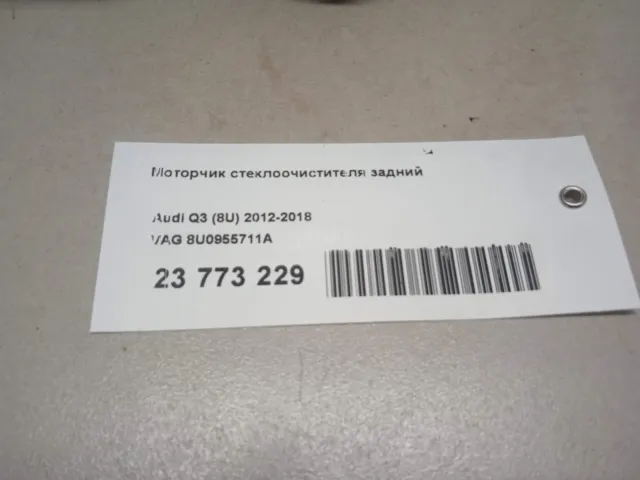 Моторчик стеклоочистителя задний
Audi Q3 (8U) 2012-2018
VAG 8U0955711A
23 773 229